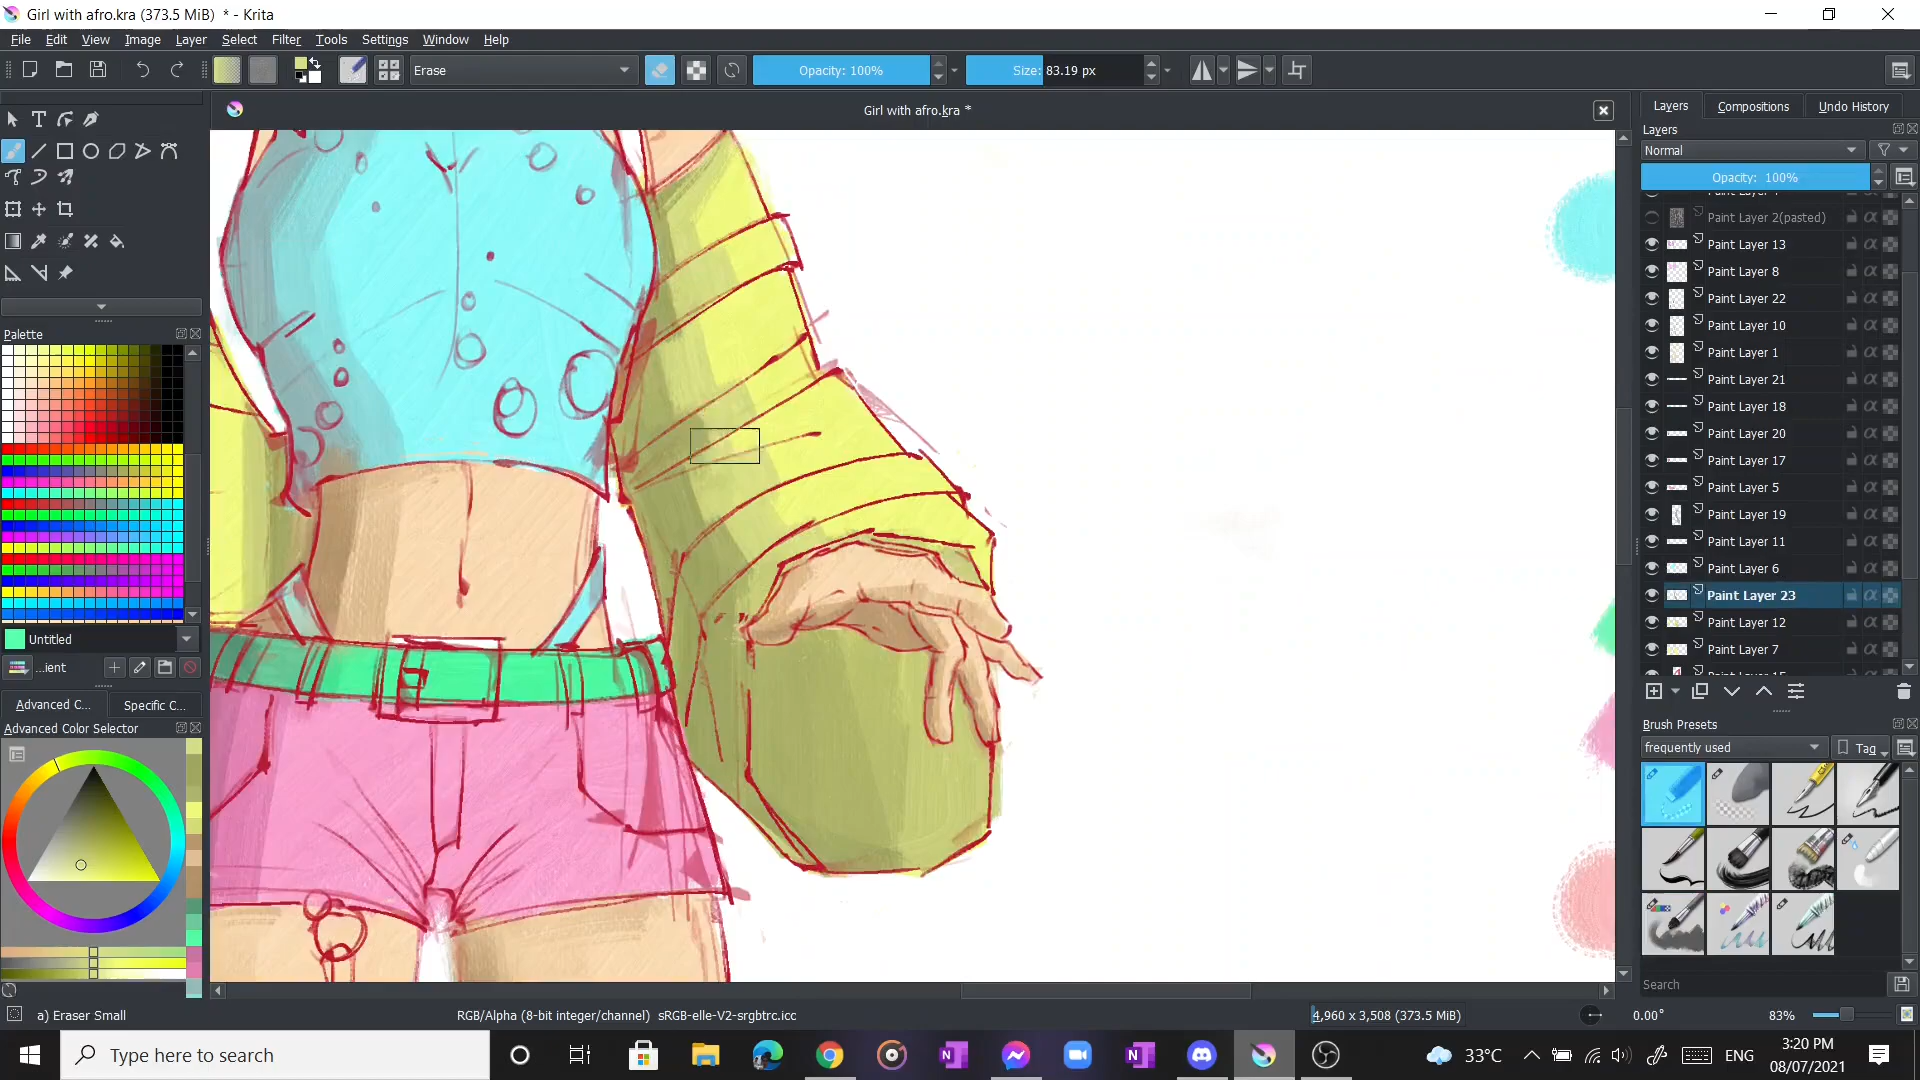 Girl with afro.kra (373.5 MiB)  * - Krita
File Edit View Image Layer Select Filter Tools Settings Window Help
Erase Opacity: 100% Size: 83.19 px
Girl with afro.kra *
Layers Compositions Undo History
Layers
Normal
Opacity: 100%
Paint Layer 2(pasted)
Paint Layer 13
Paint Layer 8
Paint Layer 22
Paint Layer 10
Paint Layer 1
Paint Layer 21
Paint Layer 18
Paint Layer 20
Paint Layer 17
Paint Layer 5
Paint Layer 19
Paint Layer 11
Paint Layer 6
Paint Layer 23
Paint Layer 12
Paint Layer 7
Palette
Untitled
...ient
Advanced C... Specific C...
Advanced Color Selector
Brush Presets
frequently used Tag
Search
a) Eraser Small
RGB/Alpha (8-bit integer/channel) sRGB-elle-V2-srgbtrc.icc
4,960 x 3,508 (373.5 MiB)
0.00°
83%
Type here to search
33°C
ENG
3:20 PM
08/07/2021